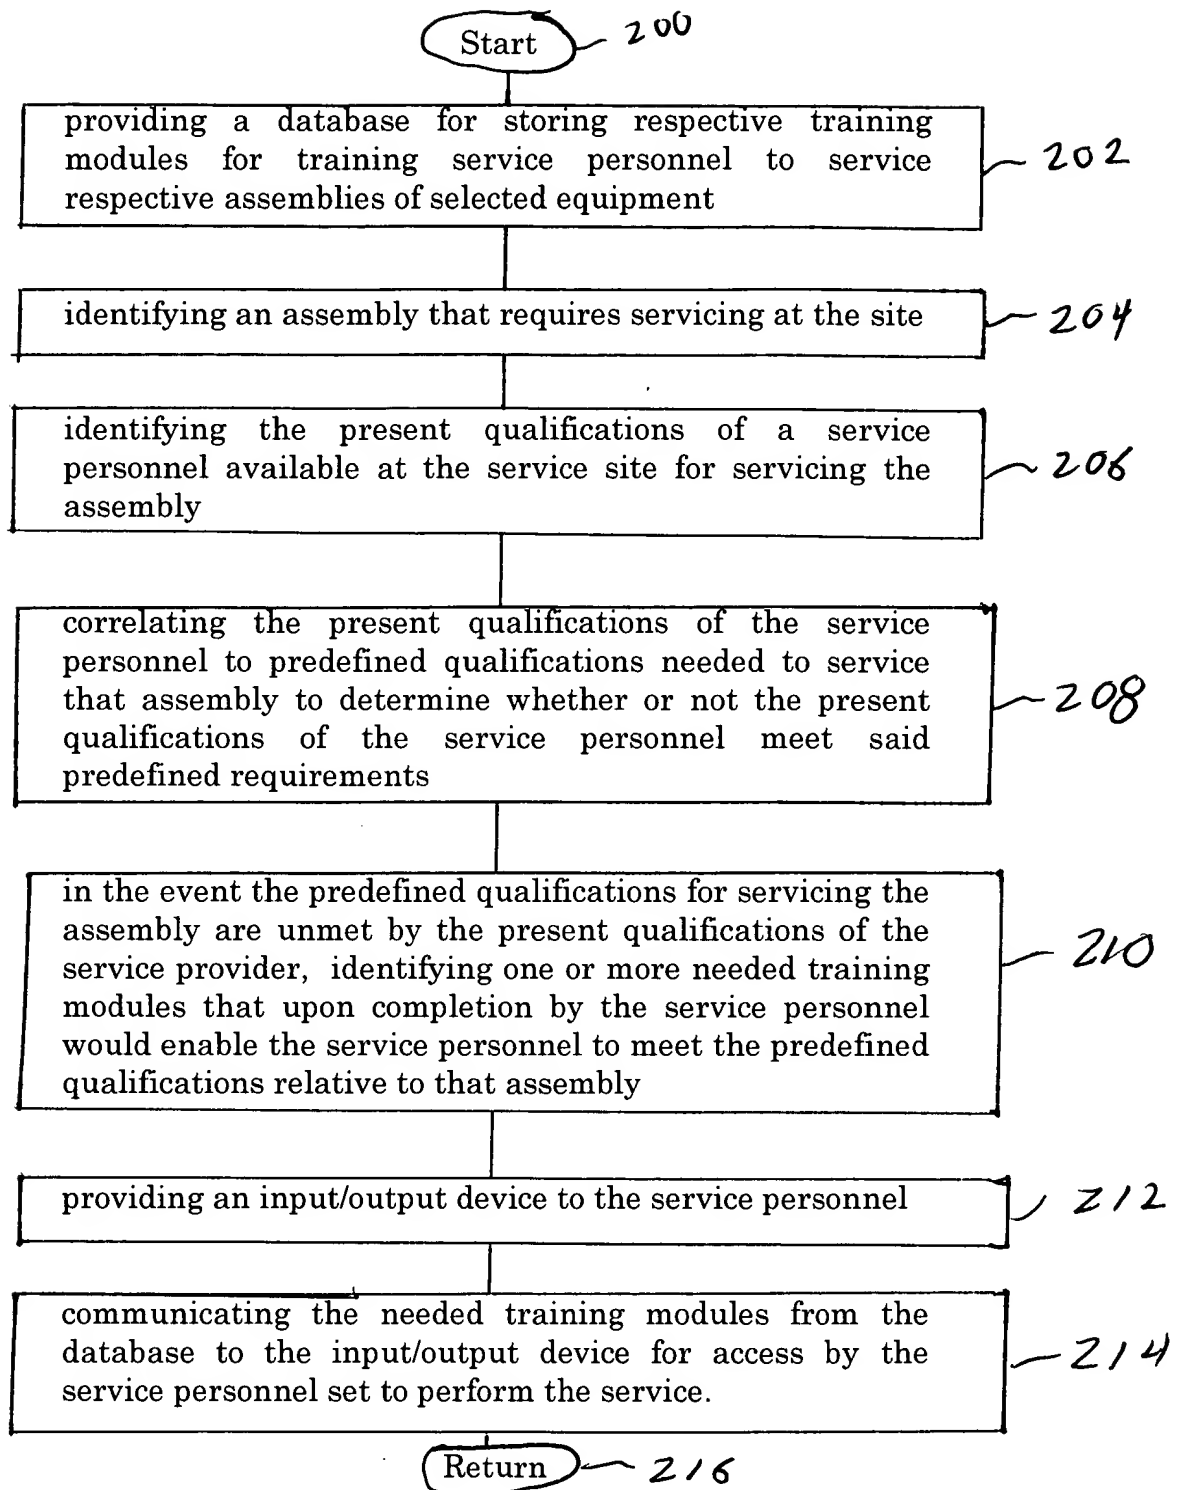 Start 200
providing a database for storing respective training
modules for training service personnel to service 202
respective assemblies of selected equipment
identifying an assembly that requires servicing at the site 204
identifying the present qualifications of a service
personnel available at the service site for servicing the 206
assembly
correlating the present qualifications of the service
personnel to predefined qualifications needed to service
that assembly to determine whether or not the present 208
qualifications of the service personnel meet said
predefined requirements
in the event the predefined qualifications for servicing the
assembly are unmet by the present qualifications of the
service provider, identifying one or more needed training 210
modules that upon completion by the service personnel
would enable the service personnel to meet the predefined
qualifications relative to that assembly
providing an input/output device to the service personnel 212
communicating the needed training modules from the
database to the input/output device for access by the 214
service personnel set to perform the service.
Return 216